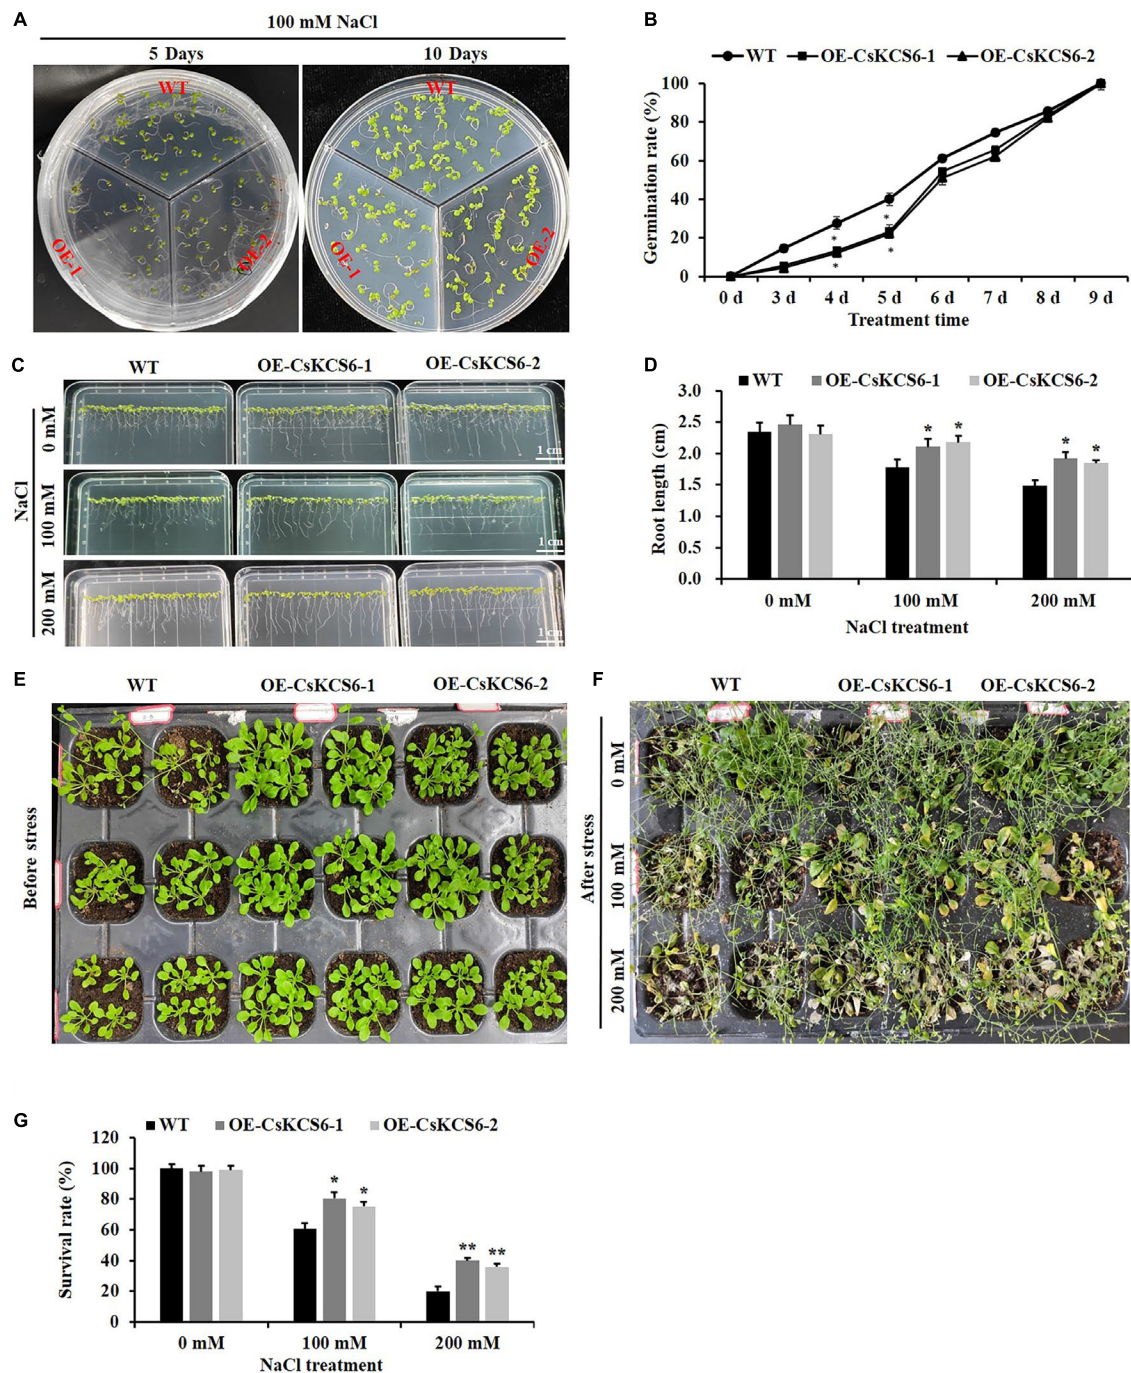 A
100 mM NaCl
5 Days
10 Days
WT
OE-1
OE-2
WT
OE-1
OE-2
B
WT
OE-CsKCS6-1
OE-CsKCS6-2
Germination rate (%)
100
80
60
40
20
0
*
*
*
*
0 d
3 d
4 d
5 d
6 d
7 d
8 d
9 d
Treatment time
C
WT
OE-CsKCS6-1
OE-CsKCS6-2
NaCl
0 mM
1 cm
100 mM
1 cm
200 mM
1 cm
D
WT
OE-CsKCS6-1
OE-CsKCS6-2
Root length (cm)
3.0
2.5
2.0
1.5
1.0
0.5
0.0
*
*
*
*
0 mM
100 mM
200 mM
NaCl treatment
E
WT
OE-CsKCS6-1
OE-CsKCS6-2
Before stress
F
WT
OE-CsKCS6-1
OE-CsKCS6-2
After stress
0 mM
100 mM
200 mM
G
WT
OE-CsKCS6-1
OE-CsKCS6-2
Survival rate (%)
120
100
80
60
40
20
0
*
*
**
**
0 mM
100 mM
200 mM
NaCl treatment